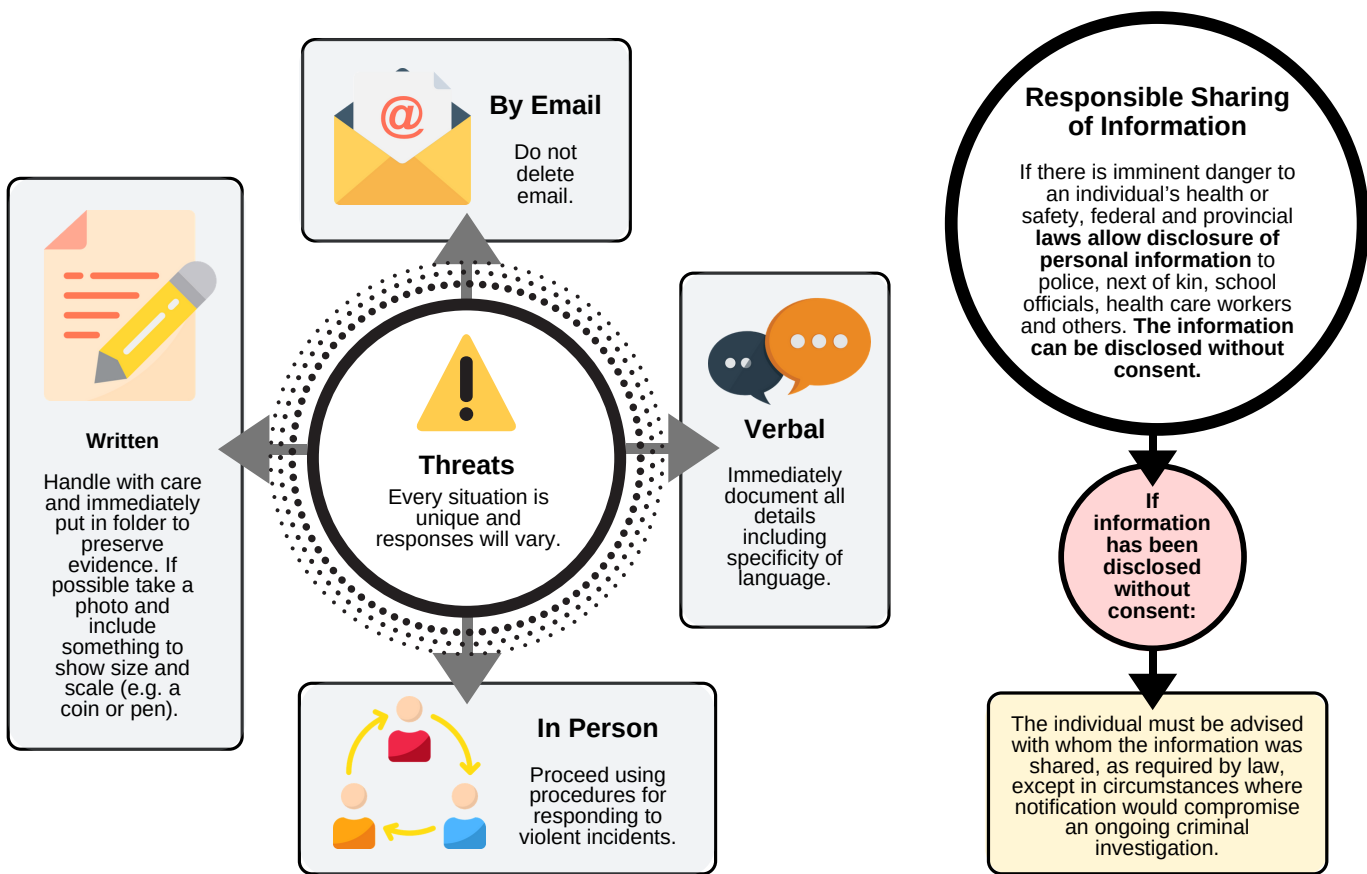 @
By Email
Do not
delete
email.
Written
Handle with care
and immediately
put in folder to
preserve
evidence. If
possible take a
photo and
include
something to
show size and
scale (e.g. a
coin or pen).
Threats
Every situation is
unique and
responses will vary.
Verbal
Immediately
document all
details
including
specificity of
language.
In Person
Proceed using
procedures for
responding to
violent incidents.
Responsible Sharing
of Information
If there is imminent danger to
an individual’s health or
safety, federal and provincial
laws allow disclosure of
personal information to
police, next of kin, school
officials, health care workers
and others. The information
can be disclosed without
consent.
If
information
has been
disclosed
without
consent:
The individual must be advised
with whom the information was
shared, as required by law,
except in circumstances where
notification would compromise
an ongoing criminal
investigation.